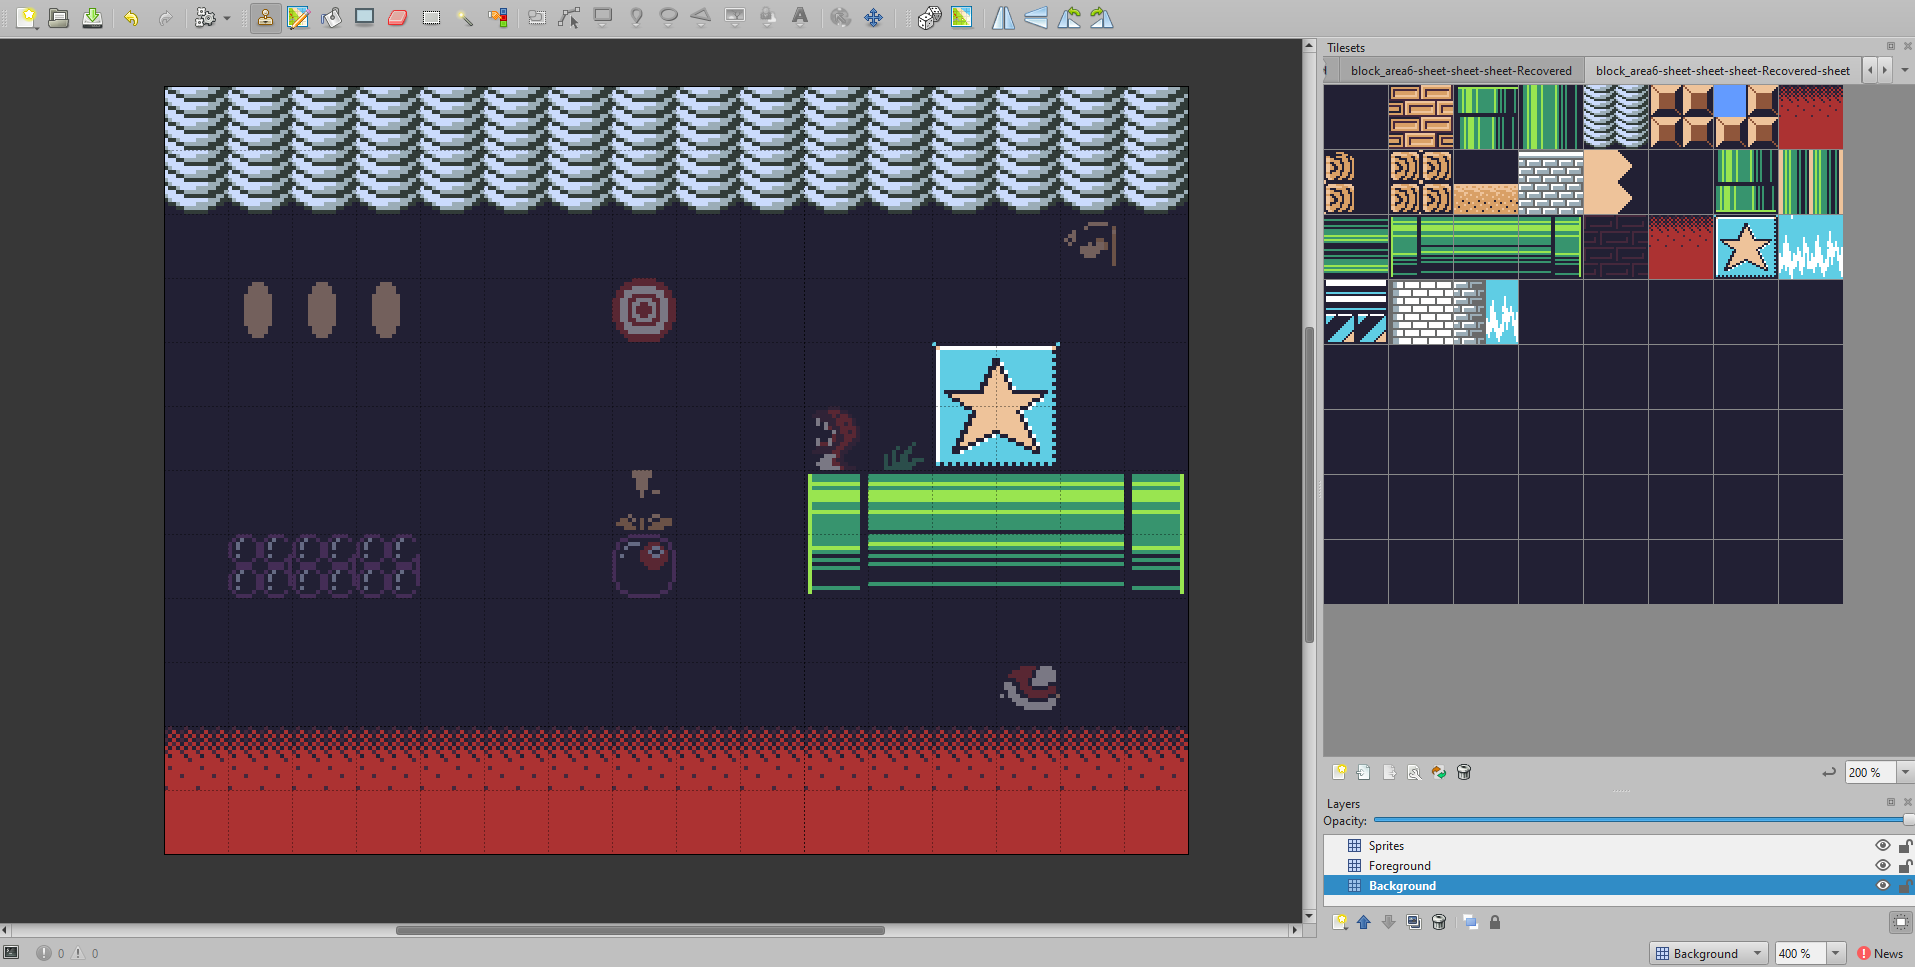 Tilesets
block_area6-sheet-sheet-sheet-Recovered
block_area6-sheet-sheet-sheet-Recovered-sheet
200 %
Layers
Opacity:
Sprites
Foreground
Background
0
0
Background
400 %
News